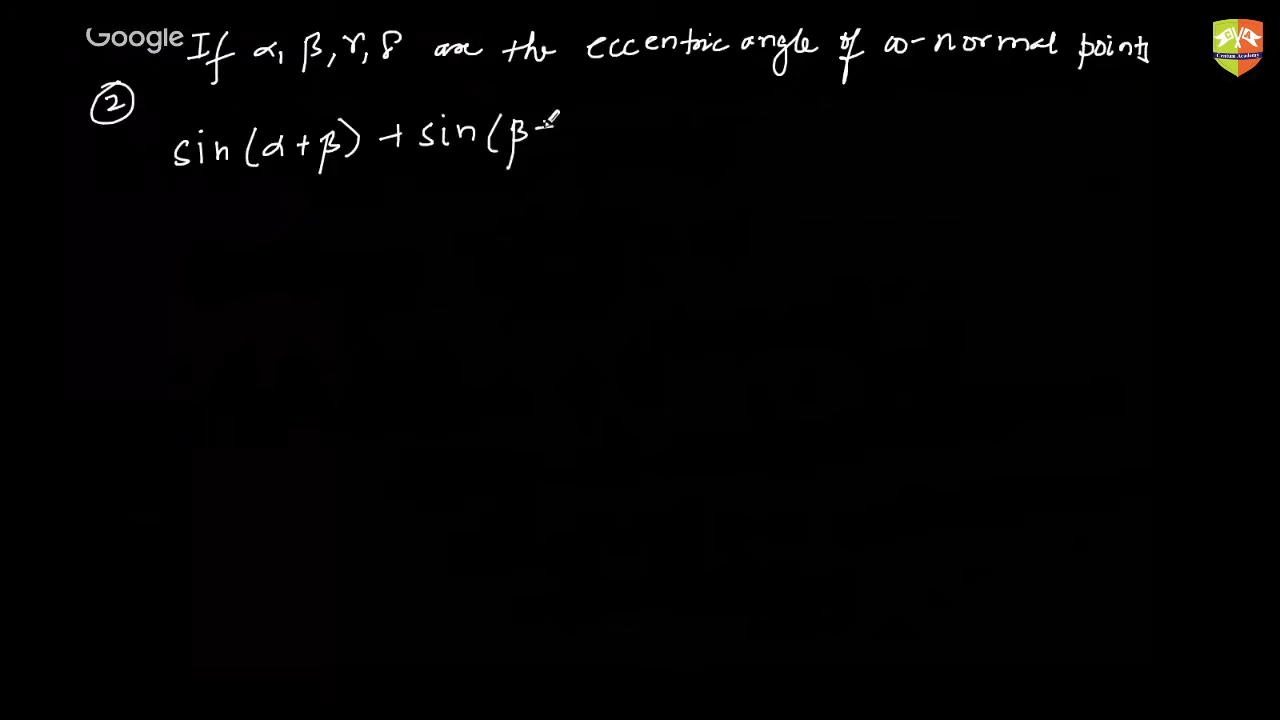 Google If α, β, γ, δ are the eccentric angle of co-normal points
②
sin(α+β) + sin(β-